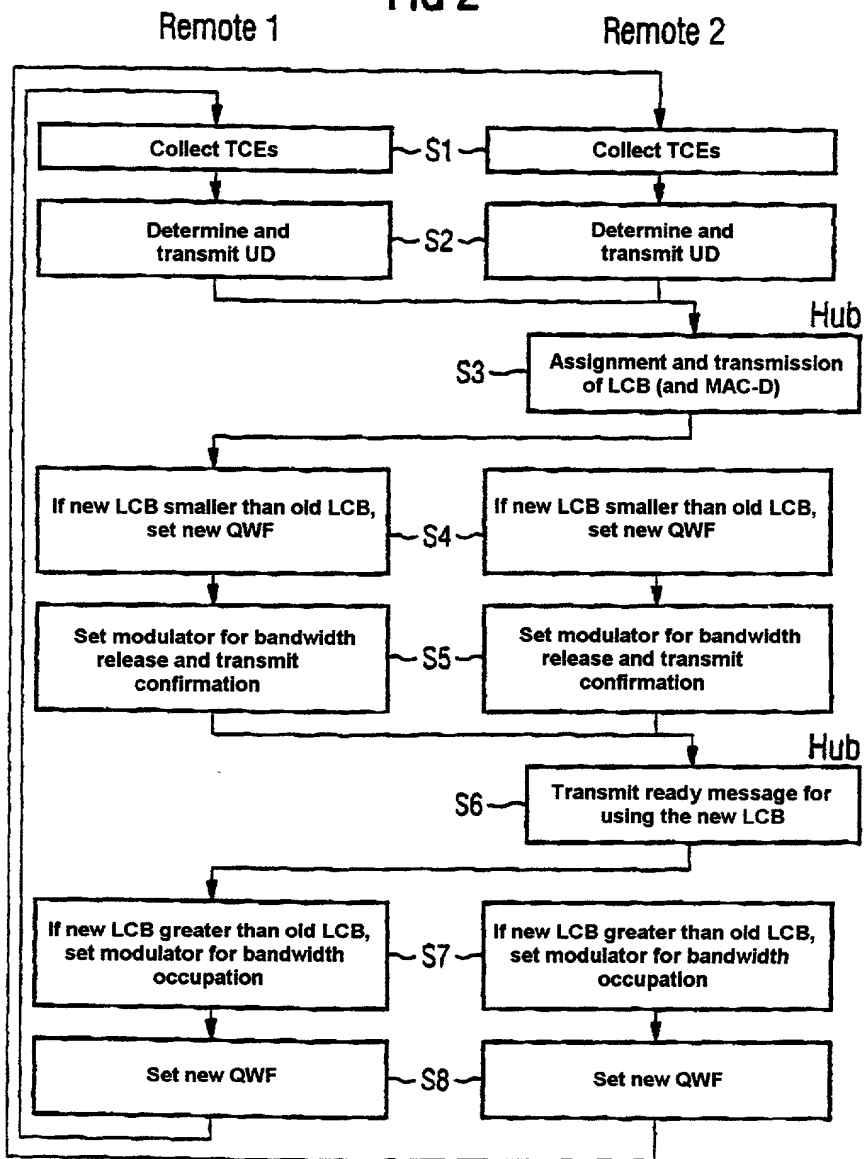 FIG 2
Remote 1
Remote 2
Collect TCEs
S1
Collect TCEs
Determine and
transmit UD
S2
Determine and
transmit UD
Hub
S3
Assignment and transmission
of LCB (and MAC-D)
If new LCB smaller than old LCB,
set new QWF
S4
If new LCB smaller than old LCB,
set new QWF
Set modulator for bandwidth
release and transmit
confirmation
S5
Set modulator for bandwidth
release and transmit
confirmation
Hub
S6
Transmit ready message for
using the new LCB
If new LCB greater than old LCB,
set modulator for bandwidth
occupation
S7
If new LCB greater than old LCB,
set modulator for bandwidth
occupation
Set new QWF
S8
Set new QWF